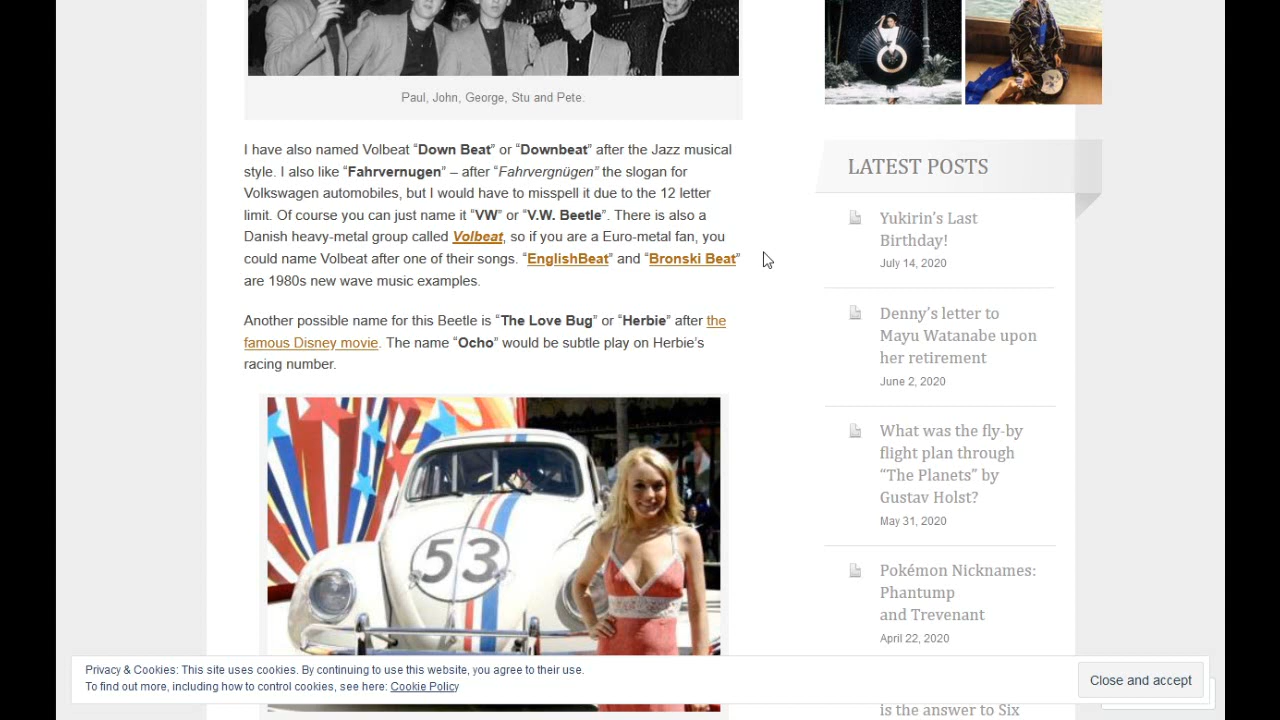 Paul, John, George, Stu and Pete.
I have also named Volbeat “Down Beat” or “Downbeat” after the Jazz musical
style. I also like “Fahrvernugen” – after “Fahrvergnügen” the slogan for
Volkswagen automobiles, but I would have to misspell it due to the 12 letter
limit. Of course you can just name it “VW” or “V.W. Beetle”. There is also a
Danish heavy-metal group called Volbeat, so if you are a Euro-metal fan, you
could name Volbeat after one of their songs. “EnglishBeat” and “Bronski Beat”
are 1980s new wave music examples.
Another possible name for this Beetle is “The Love Bug” or “Herbie” after the
famous Disney movie. The name “Ocho” would be subtle play on Herbie’s
racing number.
53
LATEST POSTS
Yukirin’s Last
Birthday!
July 14, 2020
Denny’s letter to
Mayu Watanabe upon
her retirement
June 2, 2020
What was the fly-by
flight plan through
“The Planets” by
Gustav Holst?
May 31, 2020
Pokémon Nicknames:
Phantump
and Trevenant
April 22, 2020
is the answer to Six
Privacy & Cookies: This site uses cookies. By continuing to use this website, you agree to their use.
To find out more, including how to control cookies, see here: Cookie Policy
Close and accept